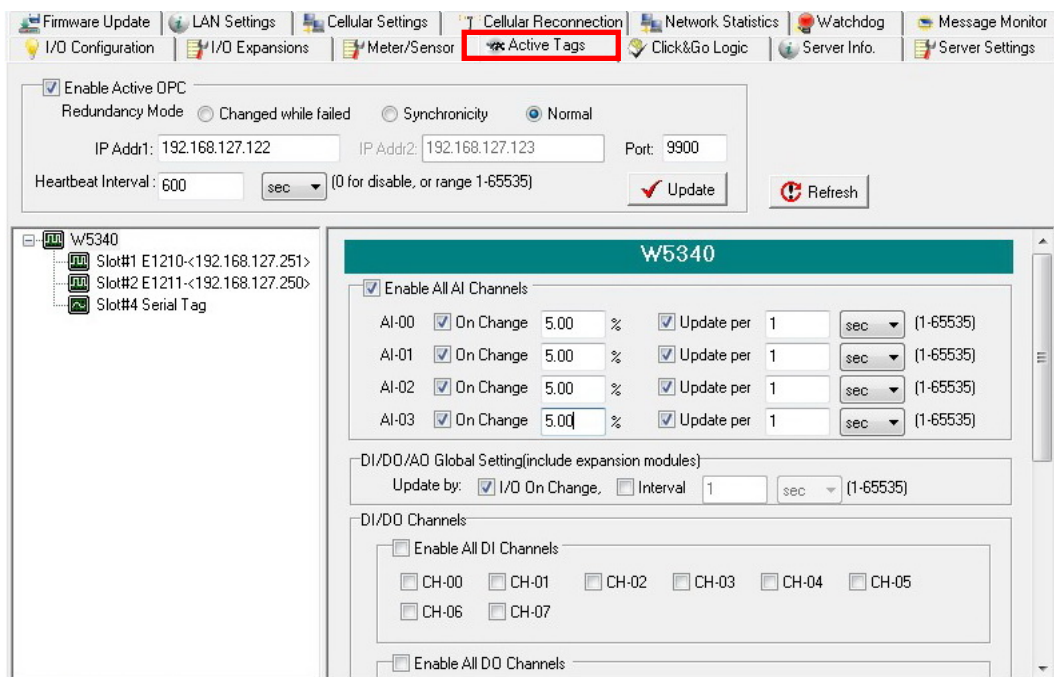 Firmware Update LAN Settings Cellular Settings Cellular Reconnection Network Statistics Watchdog Message Monitor
I/O Configuration I/O Expansions Meter/Sensor Active Tags Click&Go Logic Server Info. Server Settings
Enable Active OPC
Redundancy Mode Changed while failed Synchronicity Normal
IP Addr1: 192.168.127.122 IP Addr2: 192.168.127.123 Port: 9900
Heartbeat Interval : 600 sec (0 for disable, or range 1-65535) Update Refresh
W5340
Slot#1 E1210-<192.168.127.251>
Slot#2 E1211-<192.168.127.250>
Slot#4 Serial Tag
W5340
Enable All AI Channels
AI-00 On Change 5.00 % Update per 1 sec (1-65535)
AI-01 On Change 5.00 % Update per 1 sec (1-65535)
AI-02 On Change 5.00 % Update per 1 sec (1-65535)
AI-03 On Change 5.00 % Update per 1 sec (1-65535)
DI/DO/AO Global Setting(include expansion modules)
Update by: I/O On Change, Interval 1 sec (1-65535)
DI/DO Channels
Enable All DI Channels
CH-00 CH-01 CH-02 CH-03 CH-04 CH-05
CH-06 CH-07
Enable All DO Channels